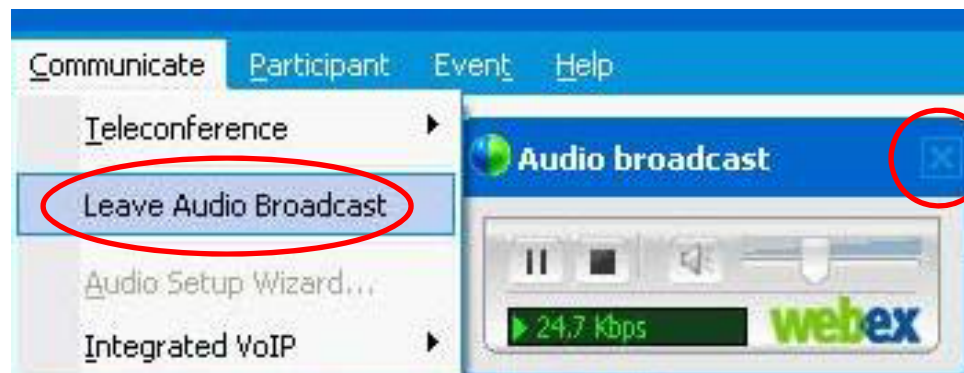 Communicate Participant Event Help
Teleconference
Audio broadcast
Leave Audio Broadcast
Audio Setup Wizard...
24.7 Kbps
webex
Integrated VoIP